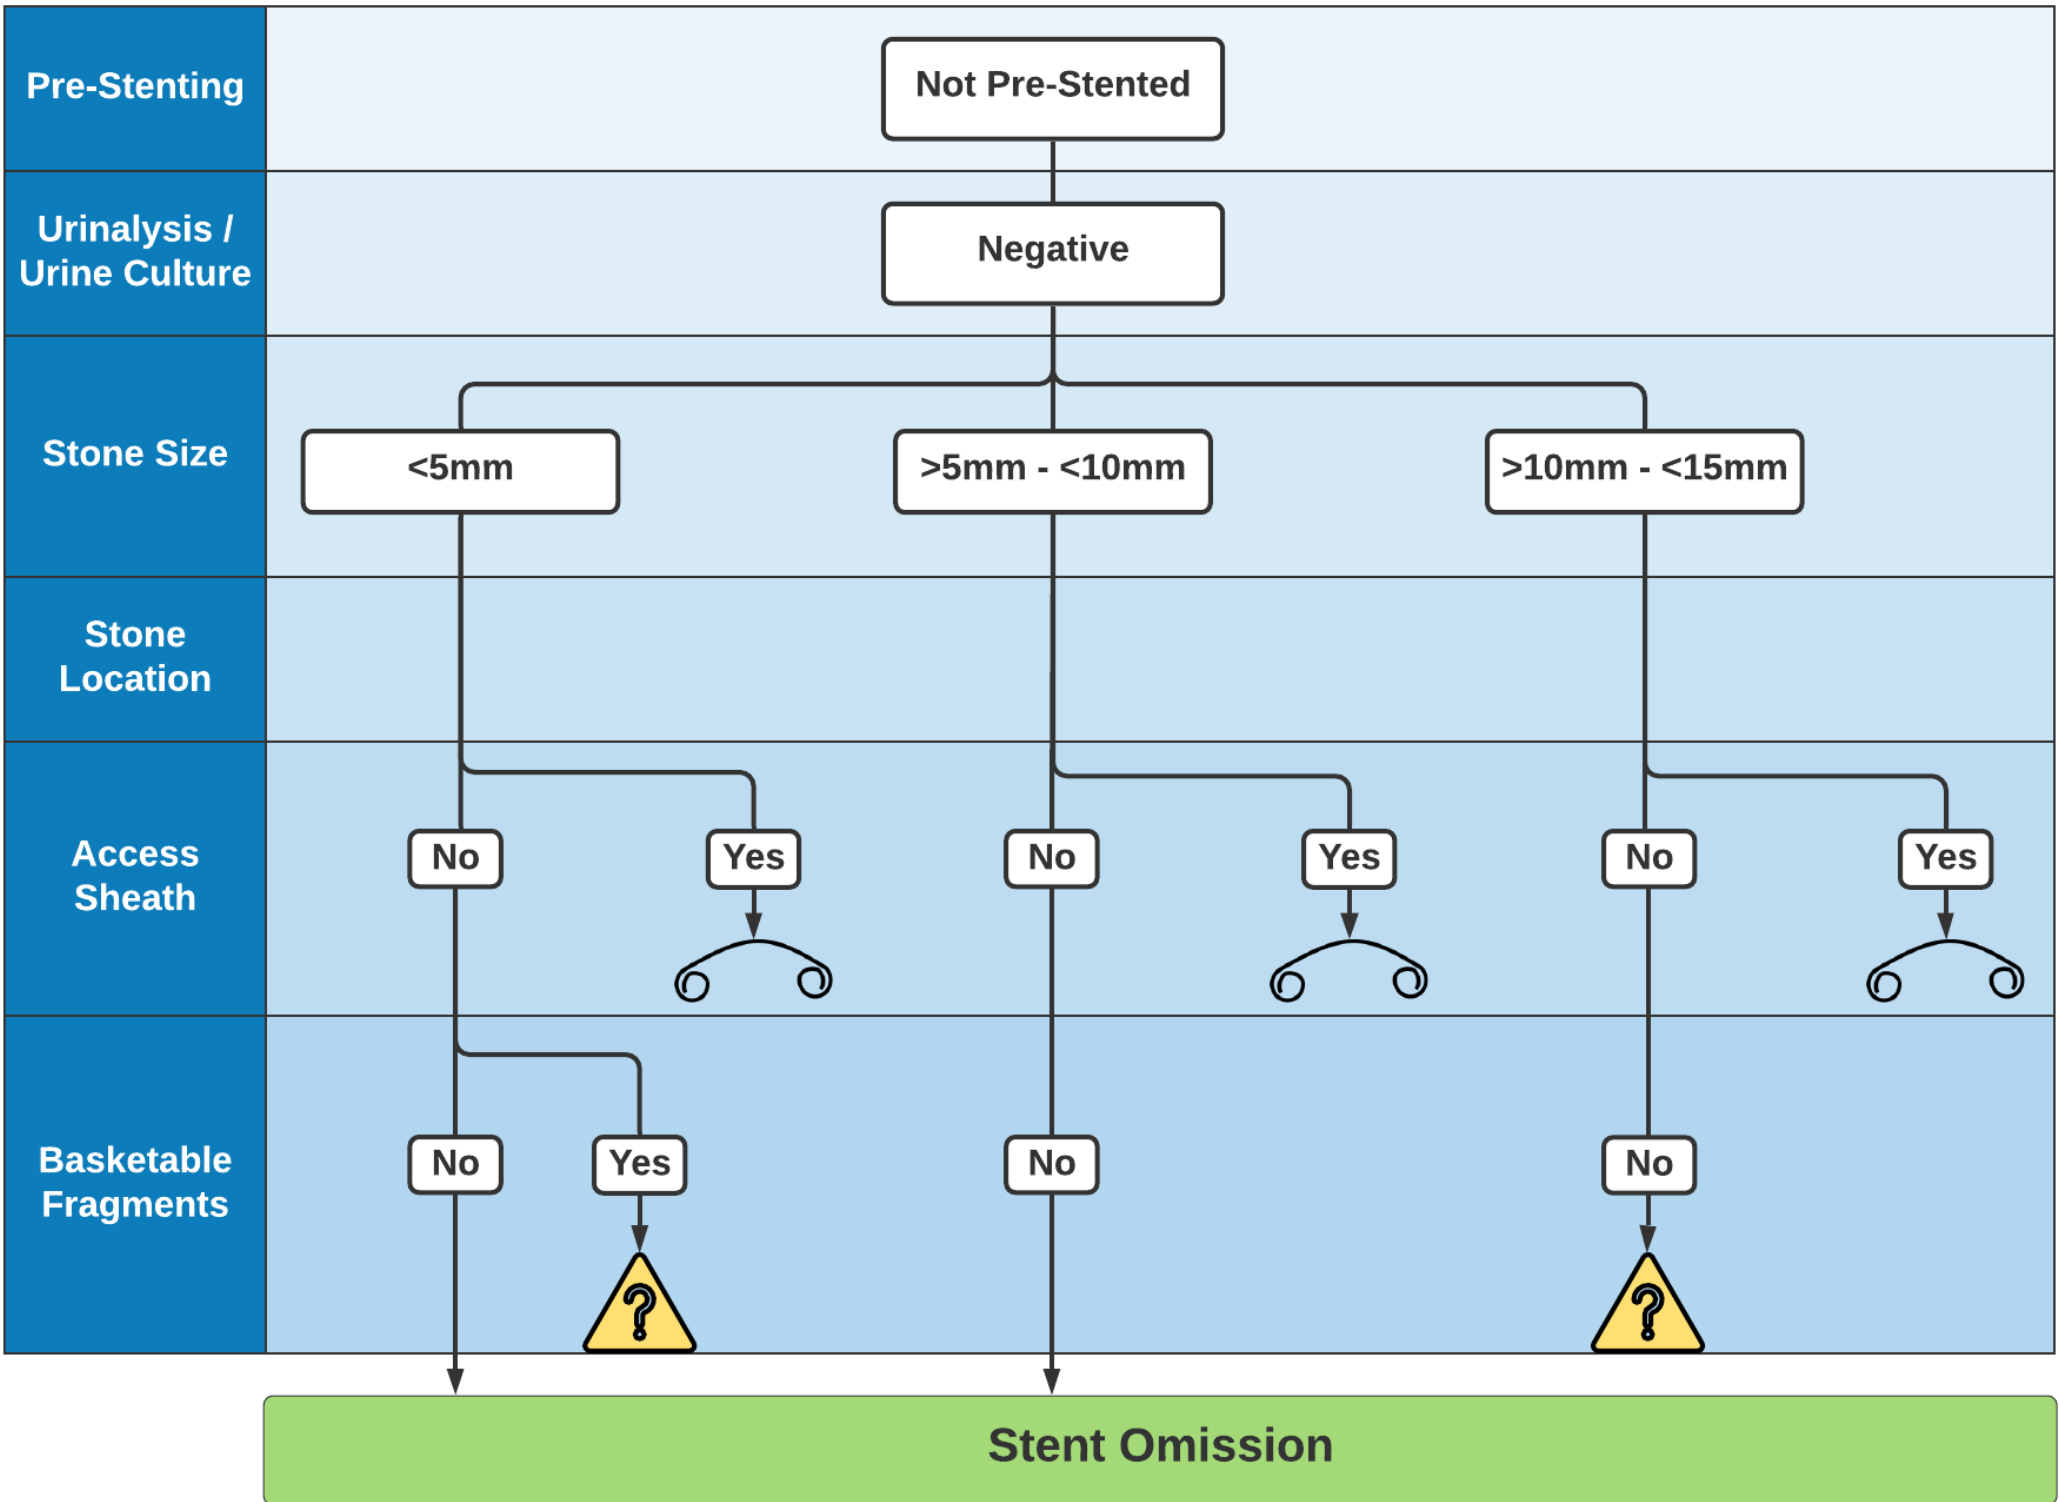 Pre-Stenting
Not Pre-Stented
Urinalysis /
Urine Culture
Negative
Stone Size
<5mm
>5mm - <10mm
>10mm - <15mm
Stone
Location
Access
Sheath
No
Yes
No
Yes
No
Yes
Basketable
Fragments
No
Yes
No
No
?
?
Stent Omission